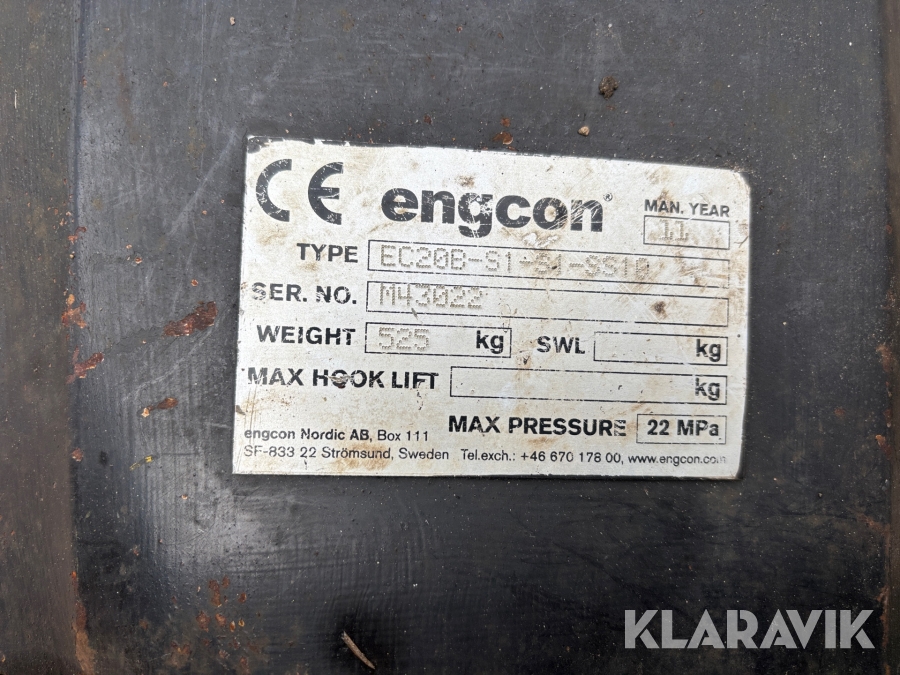 CE engcon® MAN. YEAR
11
TYPE EC20B-S1-S1-SS10
SER. NO. M43022
WEIGHT 525 kg SWL kg
MAX HOOK LIFT kg
MAX PRESSURE 22 MPa
engcon Nordic AB, Box 111
SF-833 22 Strömsund, Sweden Tel.exch.: +46 670 178 00, www.engcon.com
KLARAVIK